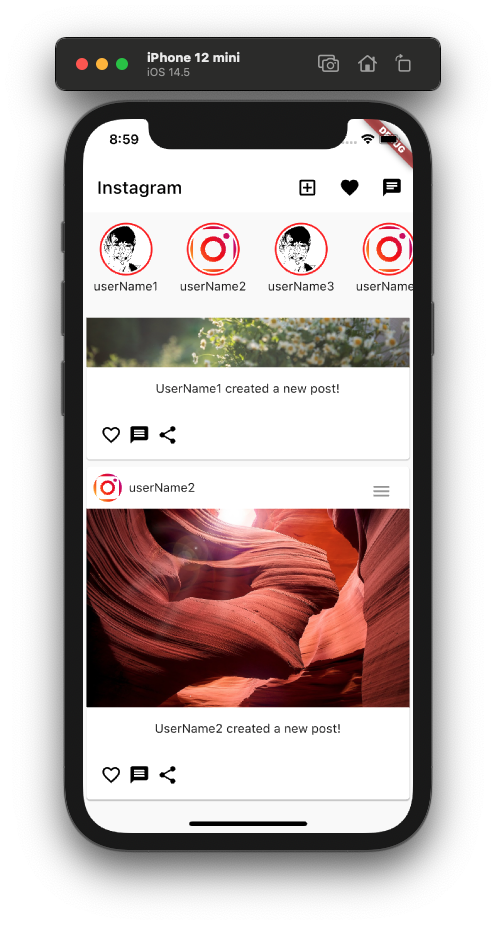 iPhone 12 mini
iOS 14.5
8:59
DEBUG
Instagram
userName1 userName2 userName3 userName
UserName1 created a new post!
userName2
UserName2 created a new post!